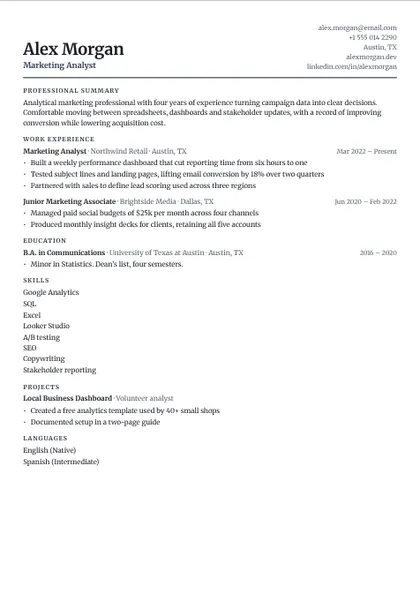 alex.morgan@email.com
+1 555 014 2290
Austin, TX
alexmorgan.dev
linkedin.com/in/alexmorgan
Alex Morgan
Marketing Analyst
PROFESSIONAL SUMMARY
Analytical marketing professional with four years of experience turning campaign data into clear decisions.
Comfortable moving between spreadsheets, dashboards and stakeholder updates, with a record of improving
conversion while lowering acquisition cost.
WORK EXPERIENCE
Marketing Analyst · Northwind Retail · Austin, TX Mar 2022 – Present
· Built a weekly performance dashboard that cut reporting time from six hours to one
· Tested subject lines and landing pages, lifting email conversion by 18% over two quarters
· Partnered with sales to define lead scoring used across three regions
Junior Marketing Associate · Brightside Media · Dallas, TX Jun 2020 – Feb 2022
· Managed paid social budgets of $25k per month across four channels
· Produced monthly insight decks for clients, retaining all five accounts
EDUCATION
B.A. in Communications · University of Texas at Austin · Austin, TX 2016 – 2020
· Minor in Statistics. Dean's list, four semesters.
SKILLS
Google Analytics
SQL
Excel
Looker Studio
A/B testing
SEO
Copywriting
Stakeholder reporting
PROJECTS
Local Business Dashboard · Volunteer analyst
· Created a free analytics template used by 40+ small shops
· Documented setup in a two-page guide
LANGUAGES
English (Native)
Spanish (Intermediate)